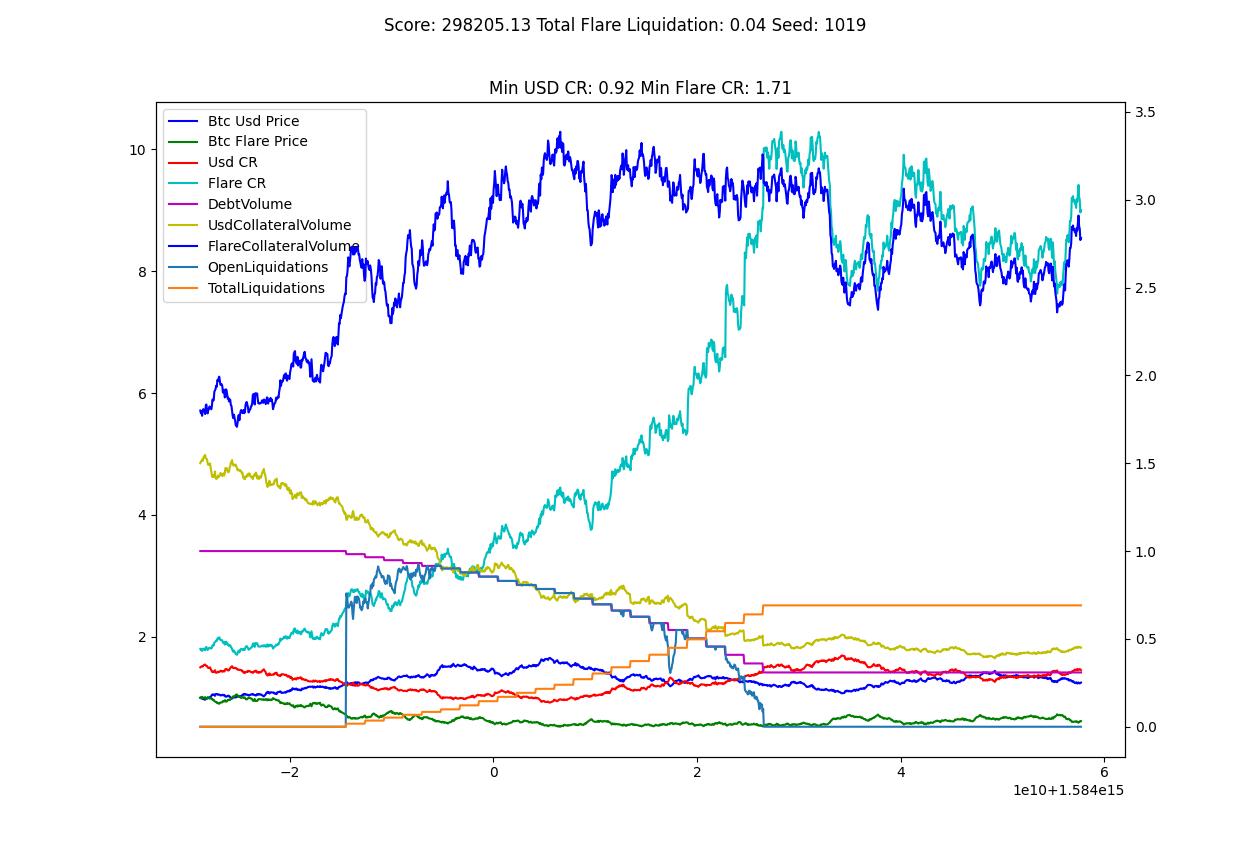 Score: 298205.13 Total Flare Liquidation: 0.04 Seed: 1019
Min USD CR: 0.92 Min Flare CR: 1.71
Btc Usd Price
Btc Flare Price
Usd CR
Flare CR
DebtVolume
UsdCollateralVolume
FlareCollateralVolume
OpenLiquidations
TotalLiquidations
10
8
6
4
2
3.5
3.0
2.5
2.0
1.5
1.0
0.5
0.0
−2 0 2 4 6
1e10+1.584e15